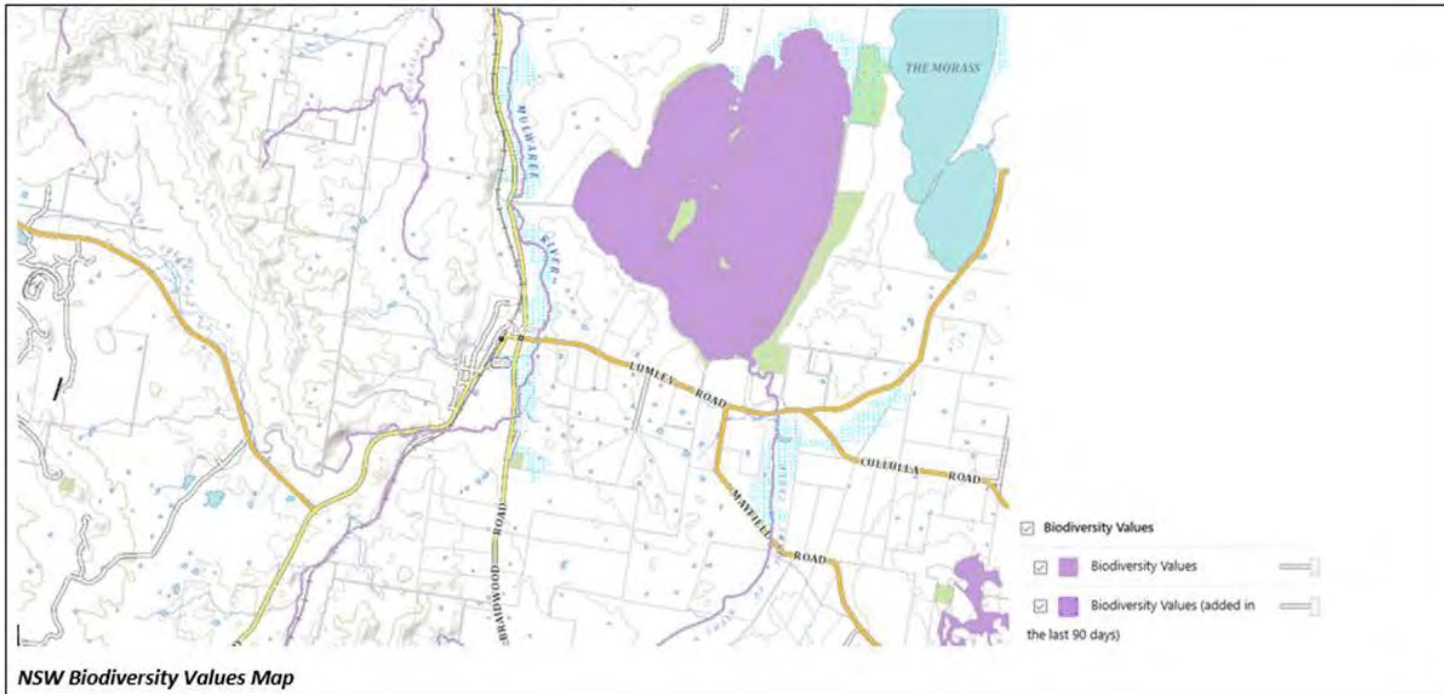 THE MORASS
MULWAREE
RIVER
LUMLEY
ROAD
CULLULLA
ROAD
MAYFIELD
ROAD
BRAIDWOOD
ROAD
Biodiversity Values
Biodiversity Values
Biodiversity Values (added in
the last 90 days)
NSW Biodiversity Values Map